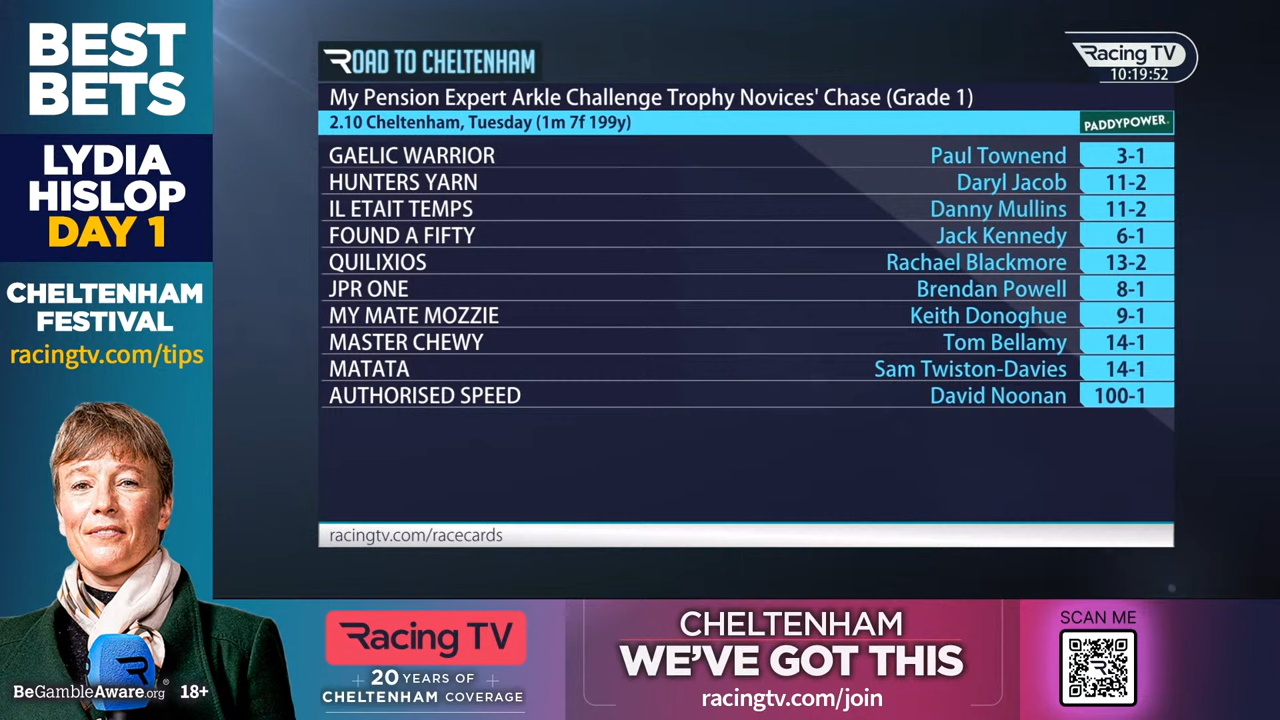 BEST
BETS
LYDIA
HISLOP
DAY 1
CHELTENHAM
FESTIVAL
racingtv.com/tips
BeGambleAware.org® 18+
ROAD TO CHELTENHAM
Racing TV
10:19:52
My Pension Expert Arkle Challenge Trophy Novices' Chase (Grade 1)
2.10 Cheltenham, Tuesday (1m 7f 199y) PADDYPOWER.
GAELIC WARRIOR Paul Townend 3-1
HUNTERS YARN Daryl Jacob 11-2
IL ETAIT TEMPS Danny Mullins 11-2
FOUND A FIFTY Jack Kennedy 6-1
QUILIXIOS Rachael Blackmore 13-2
JPR ONE Brendan Powell 8-1
MY MATE MOZZIE Keith Donoghue 9-1
MASTER CHEWY Tom Bellamy 14-1
MATATA Sam Twiston-Davies 14-1
AUTHORISED SPEED David Noonan 100-1
racingtv.com/racecards
Racing TV
20 YEARS OF
CHELTENHAM COVERAGE
CHELTENHAM
WE'VE GOT THIS
racingtv.com/join
SCAN ME